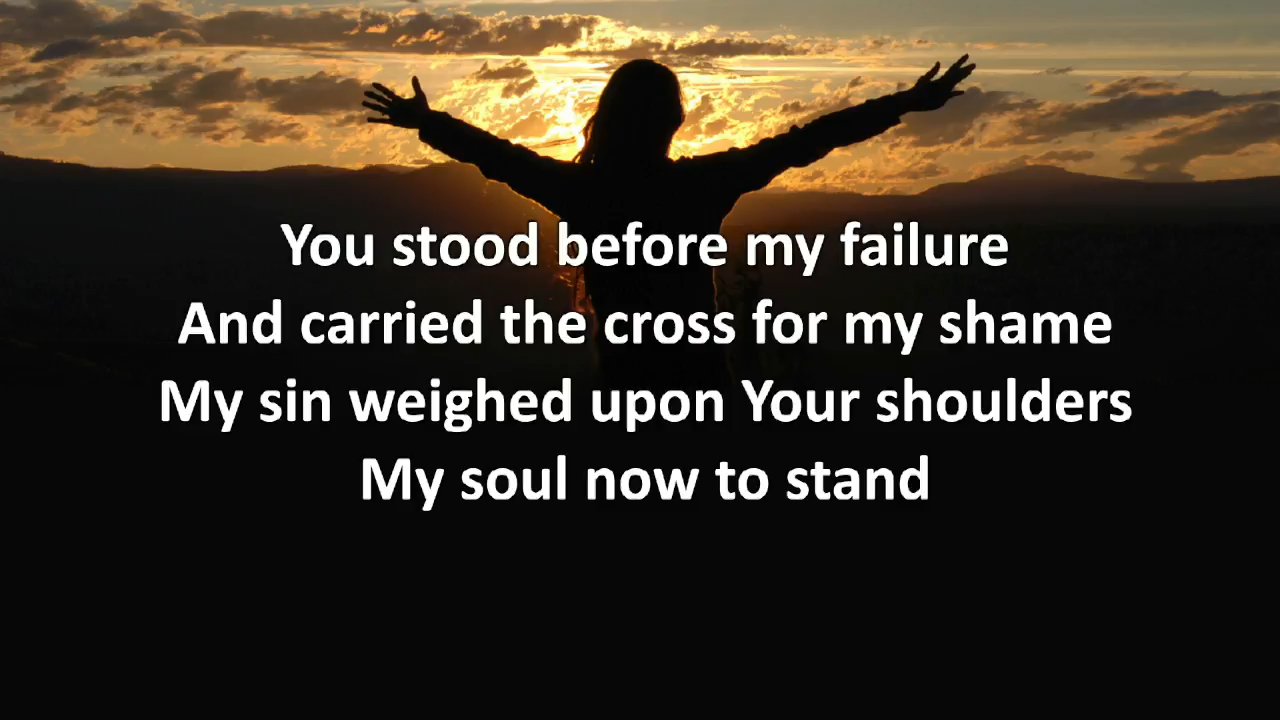 You stood before my failure
And carried the cross for my shame
My sin weighed upon Your shoulders
My soul now to stand